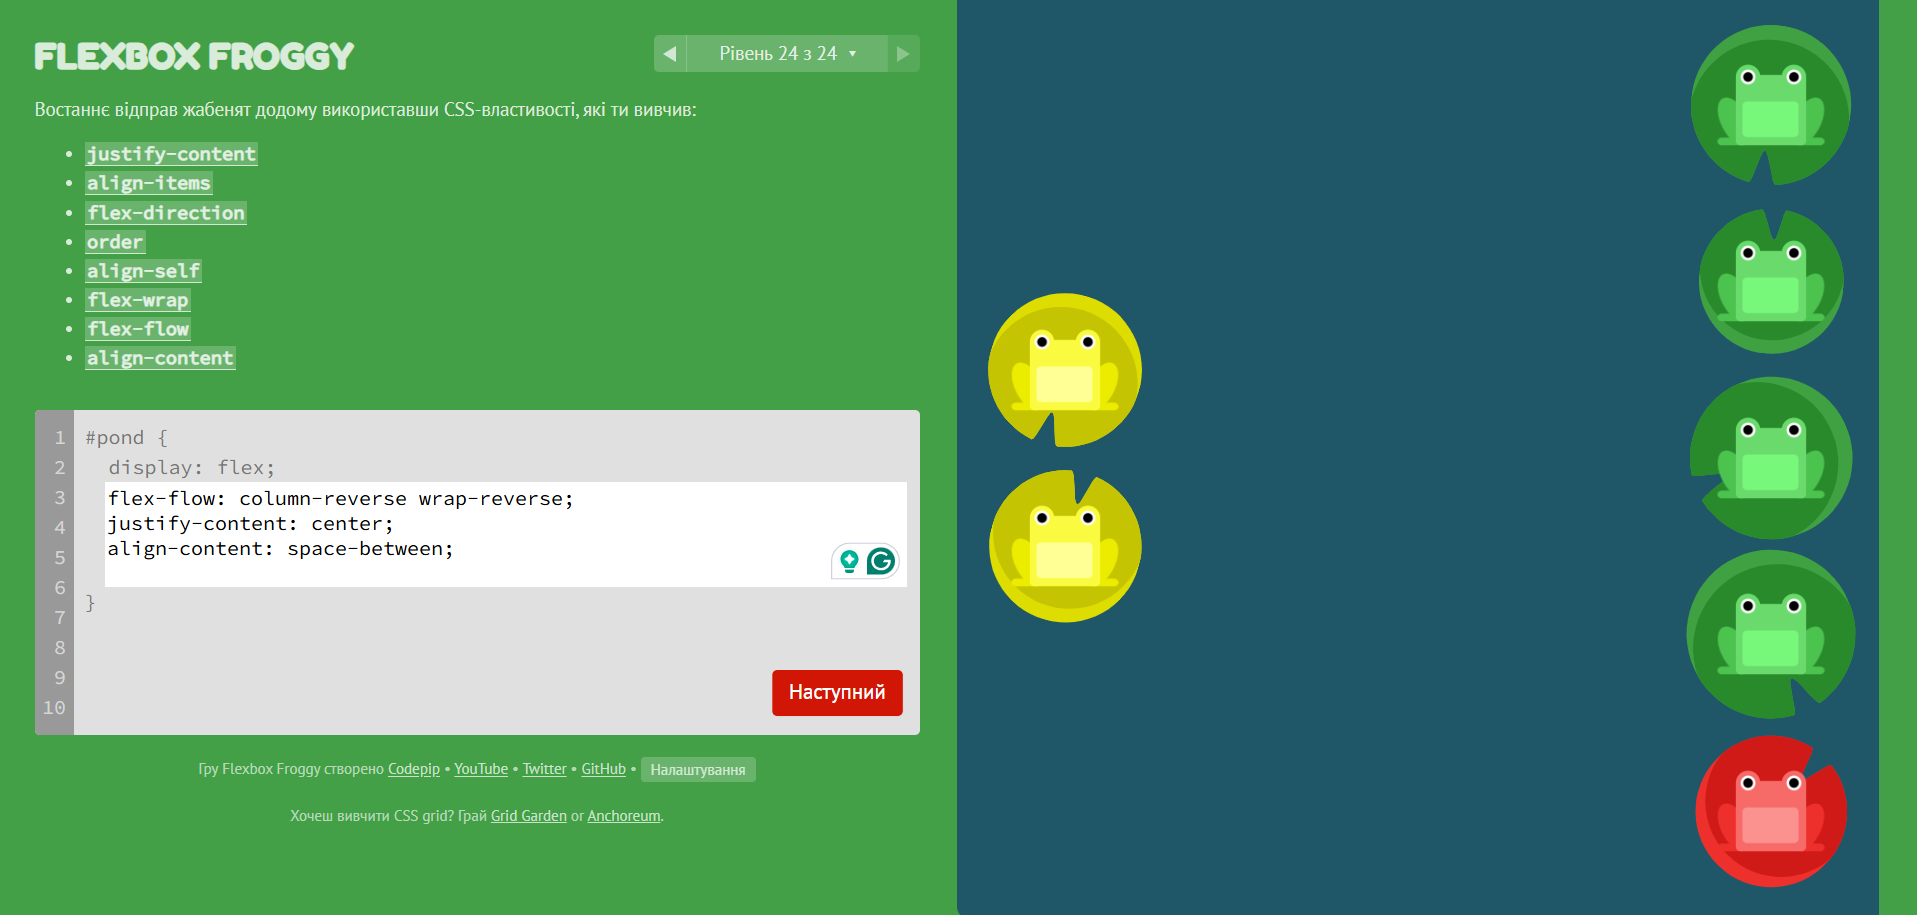 FLEXBOX FROGGY
◀ Рівень 24 з 24 ▾ ▶
Востаннє відправ жабенят додому використавши CSS-властивості, які ти вивчив:
• justify-content
• align-items
• flex-direction
• order
• align-self
• flex-wrap
• flex-flow
• align-content
1 #pond {
2 display: flex;
3 flex-flow: column-reverse wrap-reverse;
4 justify-content: center;
5 align-content: space-between;
6 }
7
8
9
10
Наступний
Гру Flexbox Froggy створено Codepip • YouTube • Twitter • GitHub • Налаштування
Хочеш вивчити CSS grid? Грай Grid Garden or Anchoreum.